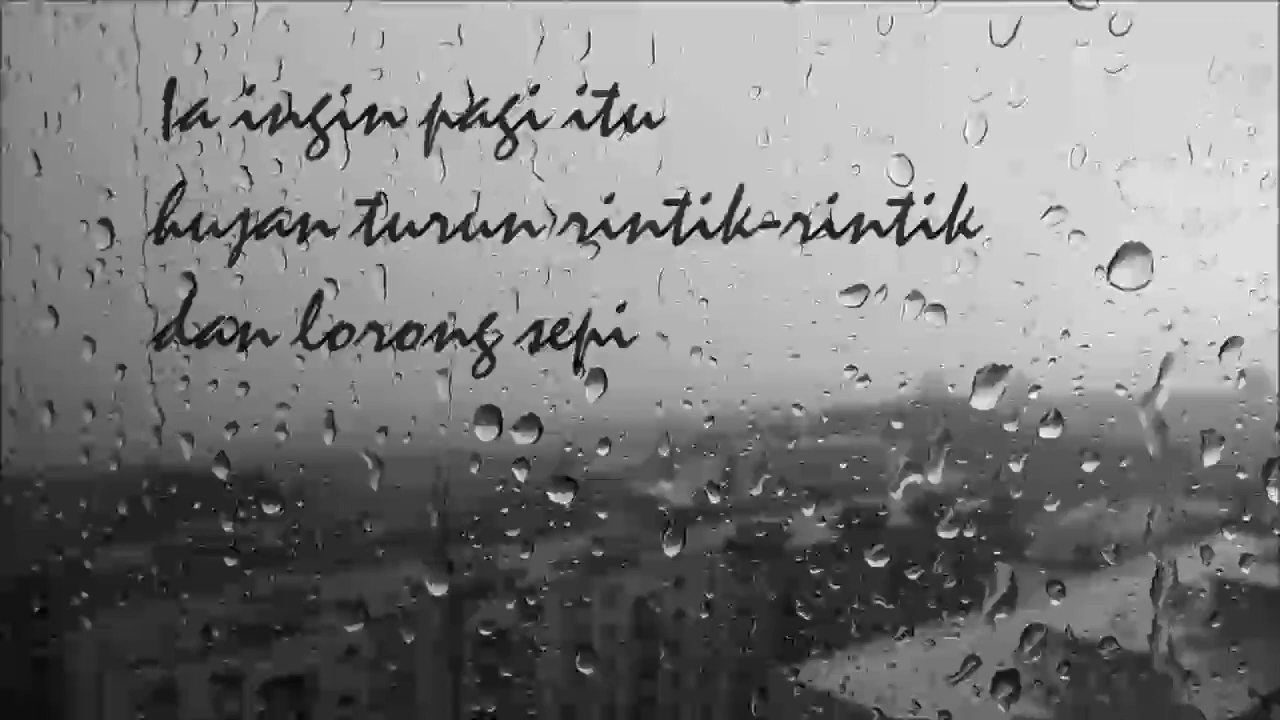 Ia ingin pagi itu
hujan turun rintik-rintik
dan lorong sepi